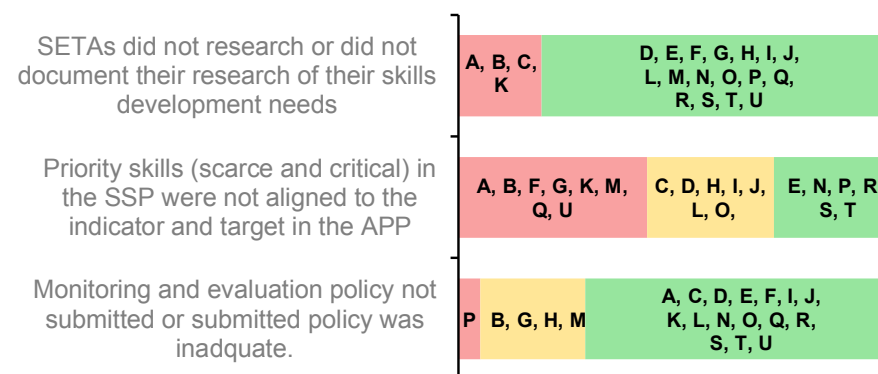 SETAs did not research or did not
document their research of their skills
development needs
A, B, C,
K
D, E, F, G, H, I, J,
L, M, N, O, P, Q,
R, S, T, U
Priority skills (scarce and critical) in
the SSP were not aligned to the
indicator and target in the APP
A, B, F, G, K, M,
Q, U
C, D, H, I, J,
L, O,
E, N, P, R
S, T
Monitoring and evaluation policy not
submitted or submitted policy was
inadquate.
P
B, G, H, M
A, C, D, E, F, I, J,
K, L, N, O, Q, R,
S, T, U